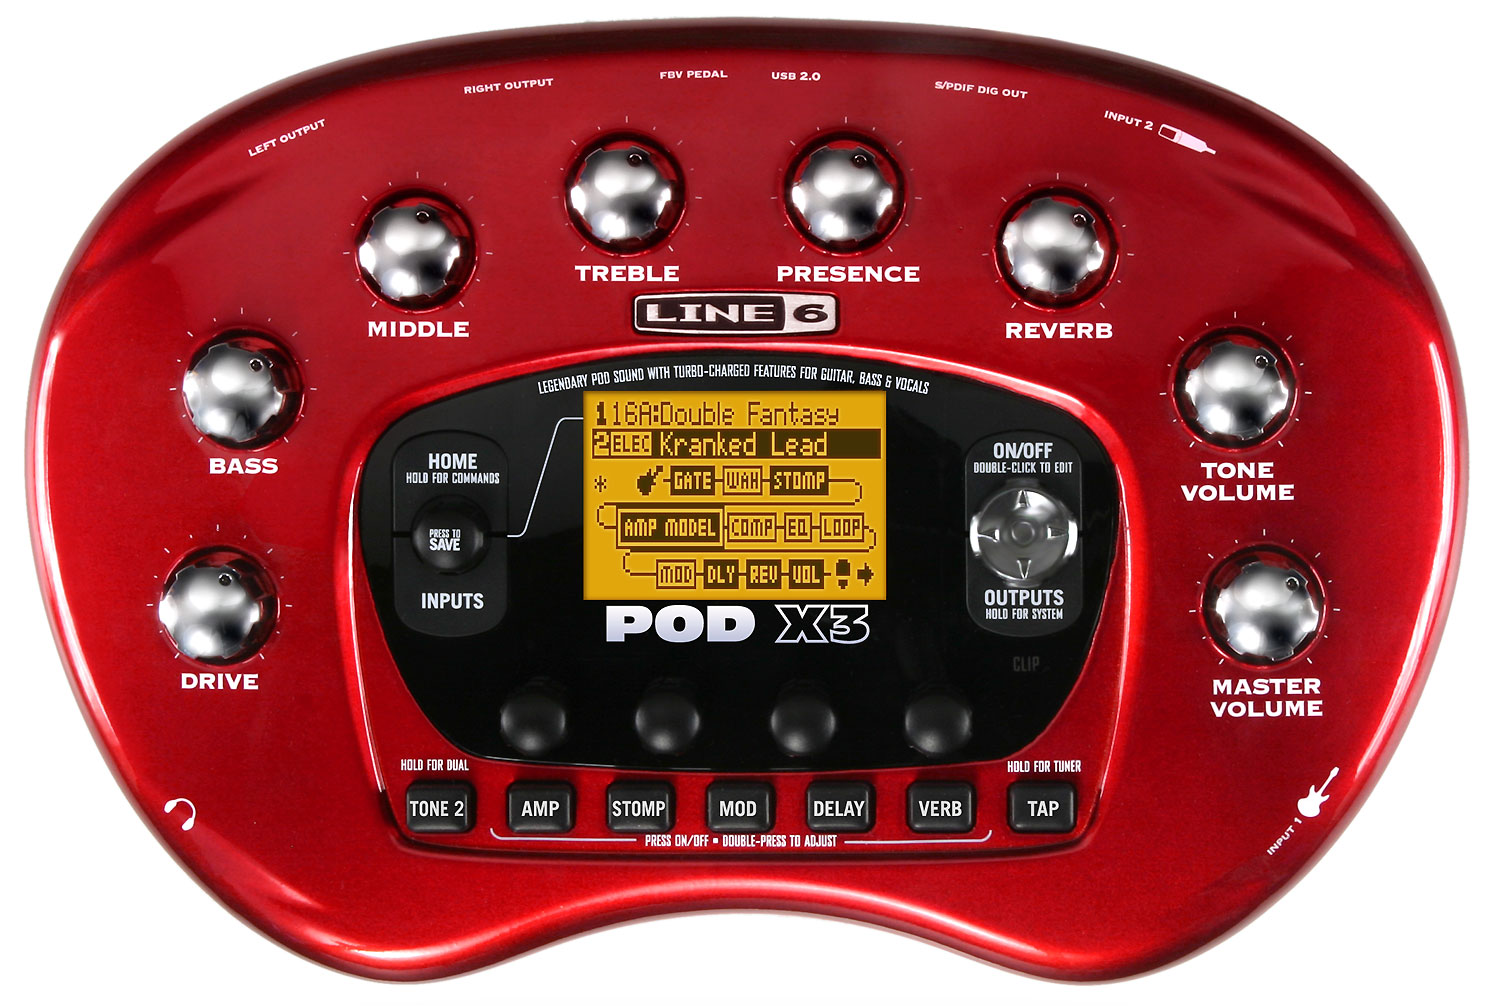 LEFT OUTPUT
RIGHT OUTPUT
FBV PEDAL
USB 2.0
S/PDIF DIG OUT
INPUT 2
TREBLE
PRESENCE
MIDDLE
LINE 6
REVERB
BASS
TONE
VOLUME
DRIVE
MASTER
VOLUME
LEGENDARY POD SOUND WITH TURBO-CHARGED FEATURES FOR GUITAR, BASS & VOCALS
116A:Double Fantasy
2 ELEC Kranked Lead
GATE WAH STOMP
AMP MODEL COMP EQ LOOP
MOD DLY REV VOL
HOME
HOLD FOR COMMANDS
PRESS TO
SAVE
INPUTS
ON/OFF
DOUBLE-CLICK TO EDIT
OUTPUTS
HOLD FOR SYSTEM
POD X3
CLIP
HOLD FOR DUAL
HOLD FOR TUNER
TONE 2
AMP
STOMP
MOD
DELAY
VERB
TAP
PRESS ON/OFF ▪ DOUBLE-PRESS TO ADJUST
INPUT 1